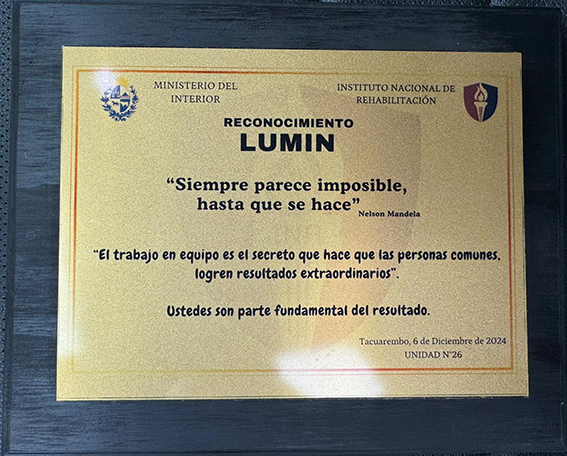 MINISTERIO DEL
INTERIOR
INSTITUTO NACIONAL DE
REHABILITACIÓN
RECONOCIMIENTO
LUMIN
“Siempre parece imposible,
hasta que se hace”
Nelson Mandela
“El trabajo en equipo es el secreto que hace que las personas comunes,
logren resultados extraordinarios”.
Ustedes son parte fundamental del resultado.
Tacuarembo, 6 de Diciembre de 2024
UNIDAD N°26